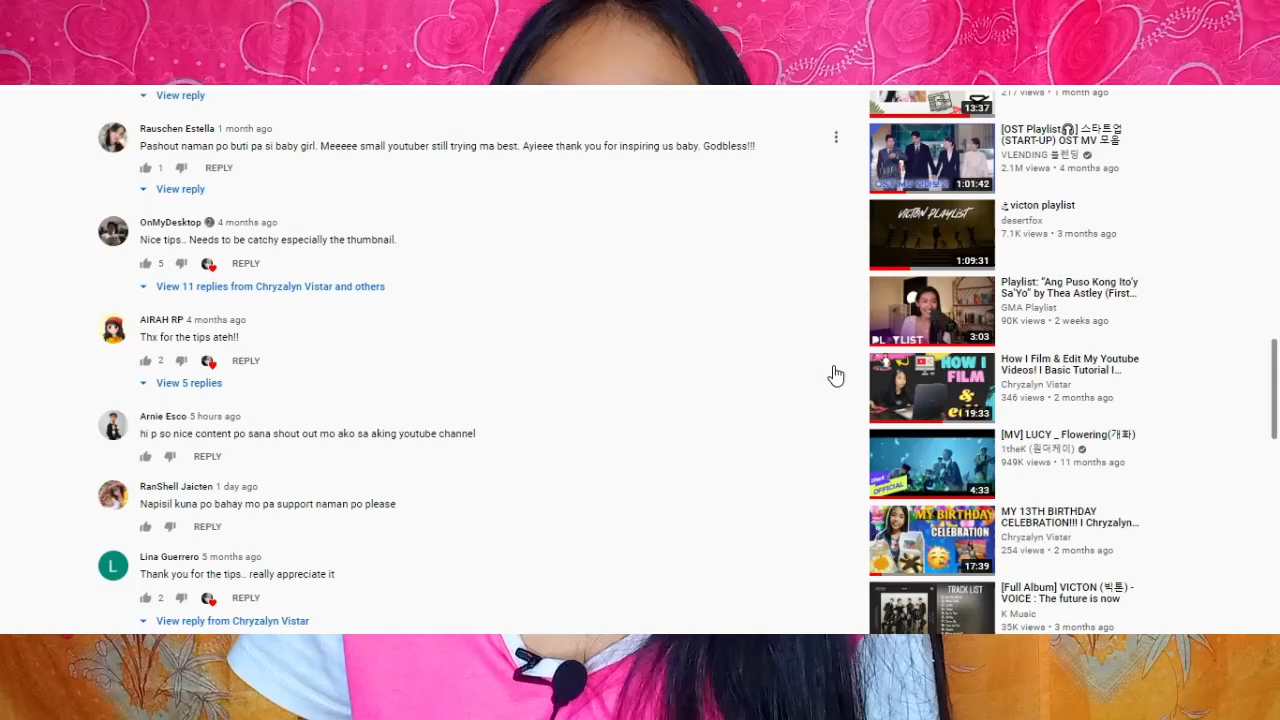 View reply
Rauschen Estella 1 month ago
Pashout naman po buti pa si baby girl. Meeeee small youtuber still trying ma best. Ayieee thank you for inspiring us baby. Godbless!!!
1 REPLY
View reply
OnMyDesktop 4 months ago
Nice tips.. Needs to be catchy especially the thumbnail.
5 REPLY
View 11 replies from Chryzalyn Vistar and others
AIRAH RP 4 months ago
Thx for the tips ateh!!
2 REPLY
View 5 replies
Arnie Esco 5 hours ago
hi p so nice content po sana shout out mo ako sa aking youtube channel
REPLY
RanShell Jaicten 1 day ago
Napisil kuna po bahay mo pa support naman po please
REPLY
L
Lina Guerrero 5 months ago
Thank you for the tips.. really appreciate it
2 REPLY
View reply from Chryzalyn Vistar
13:37
217 views • 1 month ago
1:01:42
[OST Playlist🎧] 스타트업
(START-UP) OST MV 모음
VLENDING 블렌딩
2.1M views • 4 months ago
VICTON PLAYLIST
1:09:31
victon playlist
desertfox
7.1K views • 3 months ago
PLAYLIST
3:03
Playlist: “Ang Puso Kong Ito'y
Sa'Yo” by Thea Astley (First...
GMA Playlist
90K views • 2 weeks ago
HOW I
FILM
&
19:33
How I Film & Edit My Youtube
Videos! I Basic Tutorial I...
Chryzalyn Vistar
346 views • 2 months ago
OFFICIAL
4:33
[MV] LUCY _ Flowering(개화)
1theK (원더케이)
949K views • 11 months ago
MY BIRTHDAY
CELEBRATION
17:39
MY 13TH BIRTHDAY
CELEBRATION!!! I Chryzalyn...
Chryzalyn Vistar
254 views • 2 months ago
TRACK LIST
[Full Album] VICTON (빅톤) -
VOICE : The future is now
K Music
35K views • 3 months ago